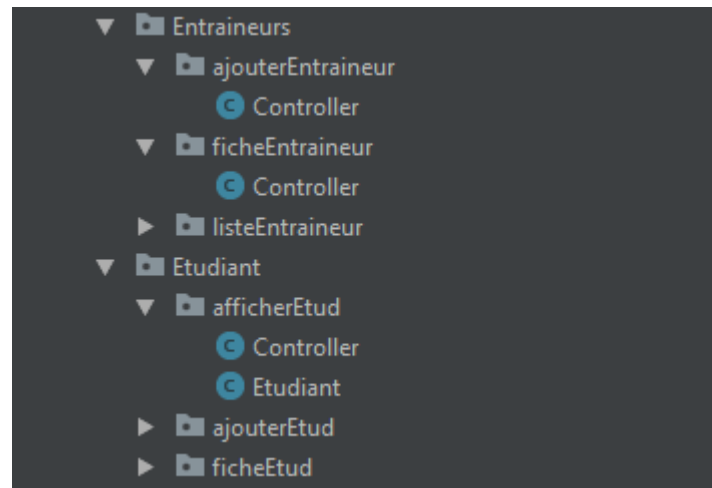 Entraineurs
ajouterEntraineur
C Controller
ficheEntraineur
C Controller
listeEntraineur
Etudiant
afficherEtud
C Controller
C Etudiant
ajouterEtud
ficheEtud